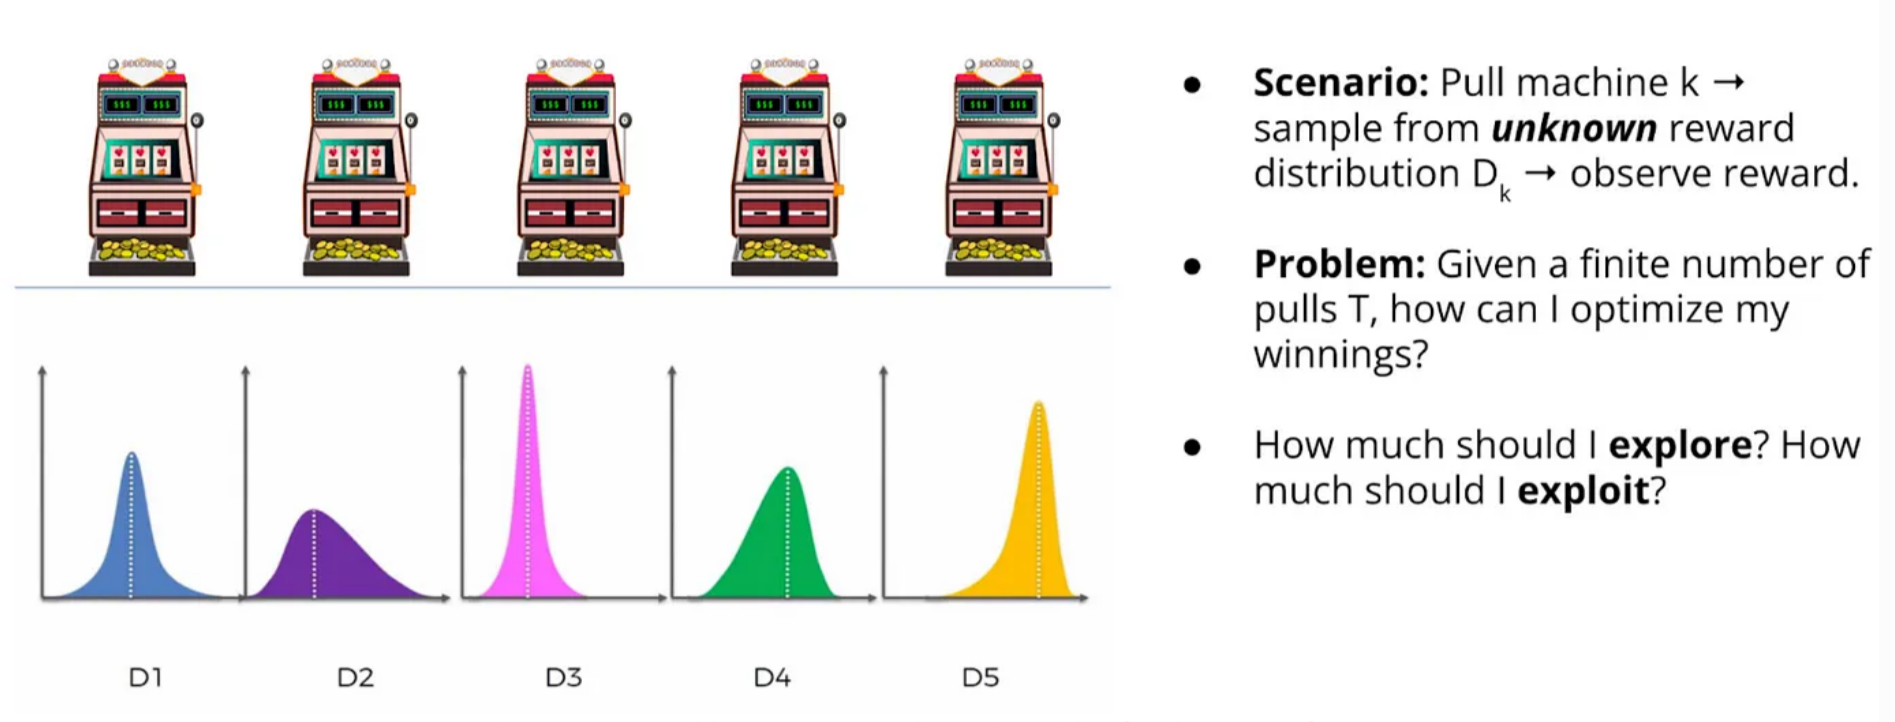 $$$ $$$ $$$ $$$ $$$ $$$ $$$ $$$ $$$ $$$
D1 D2 D3 D4 D5
● Scenario: Pull machine k →
sample from unknown reward
distribution Dk → observe reward.
● Problem: Given a finite number of
pulls T, how can I optimize my
winnings?
● How much should I explore? How
much should I exploit?